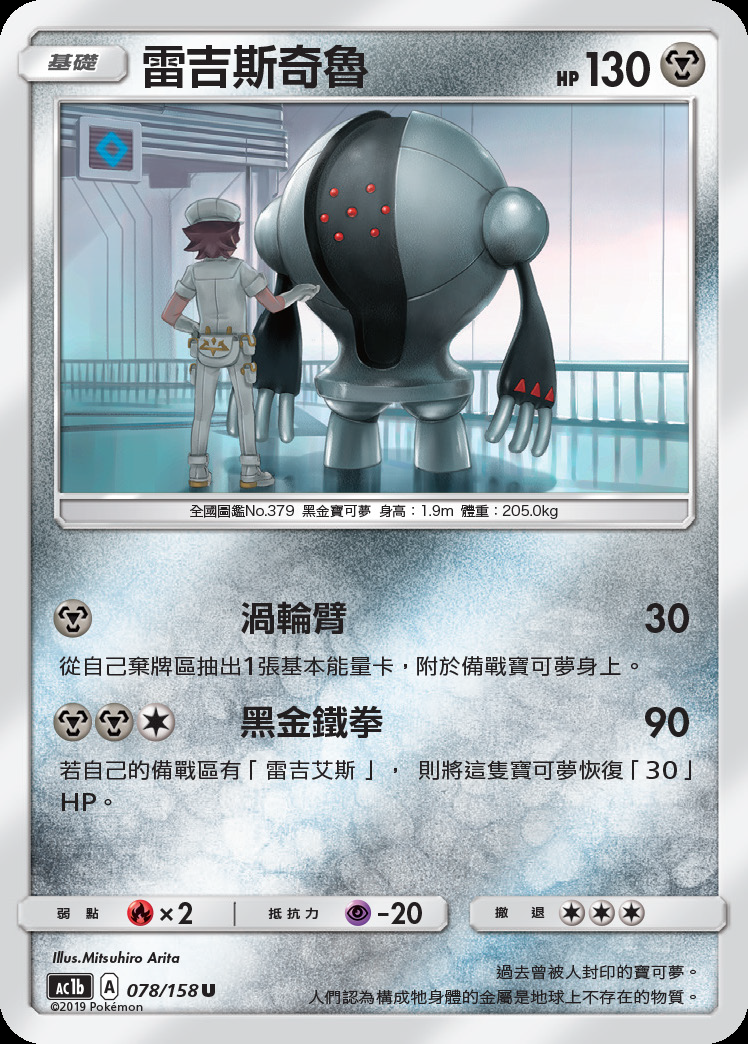 基礎 雷吉斯奇魯 HP 130
全國圖鑑No.379 黑金寶可夢 身高：1.9m 體重：205.0kg
渦輪臂 30
從自己棄牌區抽出1張基本能量卡，附於備戰寶可夢身上。
黑金鐵拳 90
若自己的備戰區有「雷吉艾斯」， 則將這隻寶可夢恢復「30」
HP。
弱點 ×2 抵抗力 -20 撤退
Illus.Mitsuhiro Arita
過去曾被人封印的寶可夢。
AC1b A 078/158 U
人們認為構成牠身體的金屬是地球上不存在的物質。
©2019 Pokémon